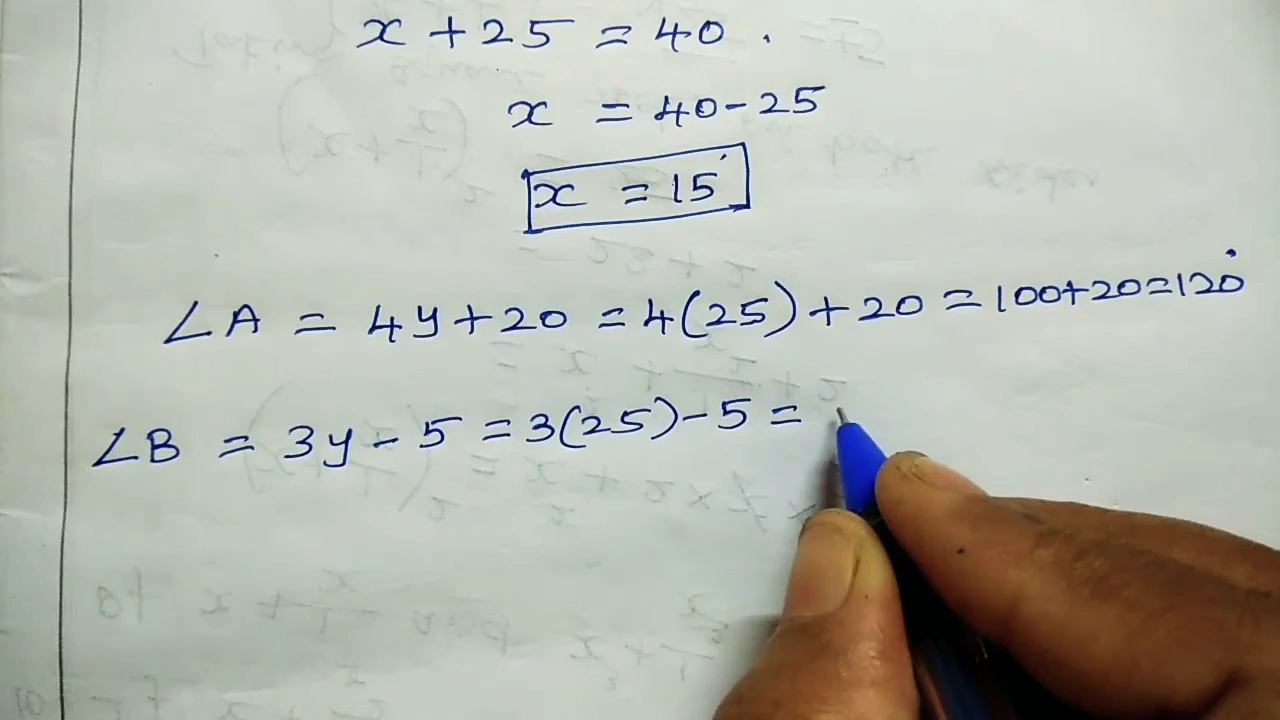 x + 25 = 40 .
x = 40 - 25
x = 15°
∠A = 4y + 20 = 4(25) + 20 = 100 + 20 = 120°
∠B = 3y - 5 = 3(25) - 5 =